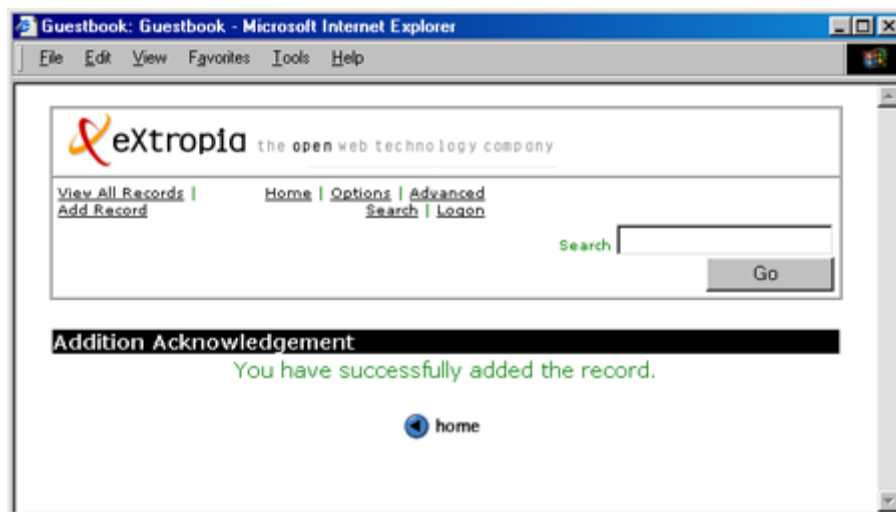 Guestbook: Guestbook - Microsoft Internet Explorer
File Edit View Favorites Tools Help
eXtropia the open web technology company
View All Records | Home | Options | Advanced
Add Record Search | Logon
Search
Go
Addition Acknowledgement
You have successfully added the record.
home